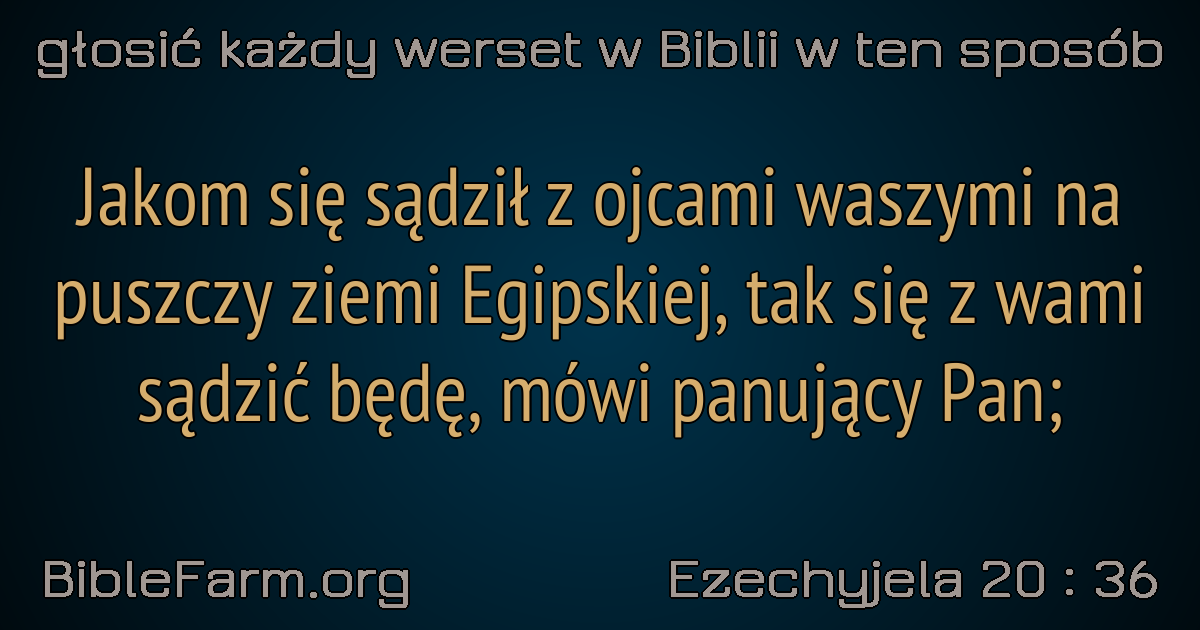 głosić każdy werset w Biblii w ten sposób
Jakom się sądził z ojcami waszymi na
puszczy ziemi Egipskiej, tak się z wami
sądzić będę, mówi panujący Pan;
BibleFarm.org
Ezechyjela 20 : 36